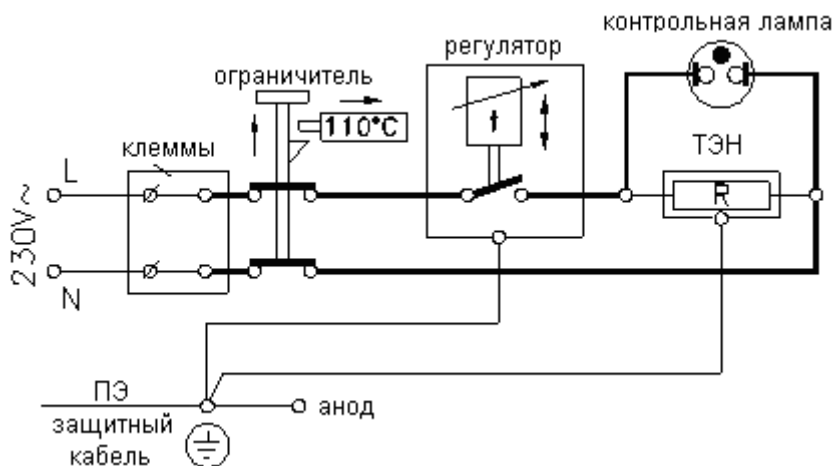 контрольная лампа
регулятор
ограничитель
110°C
клеммы
ТЭН
L
R
230V~
N
ПЭ
анод
защитный
кабель